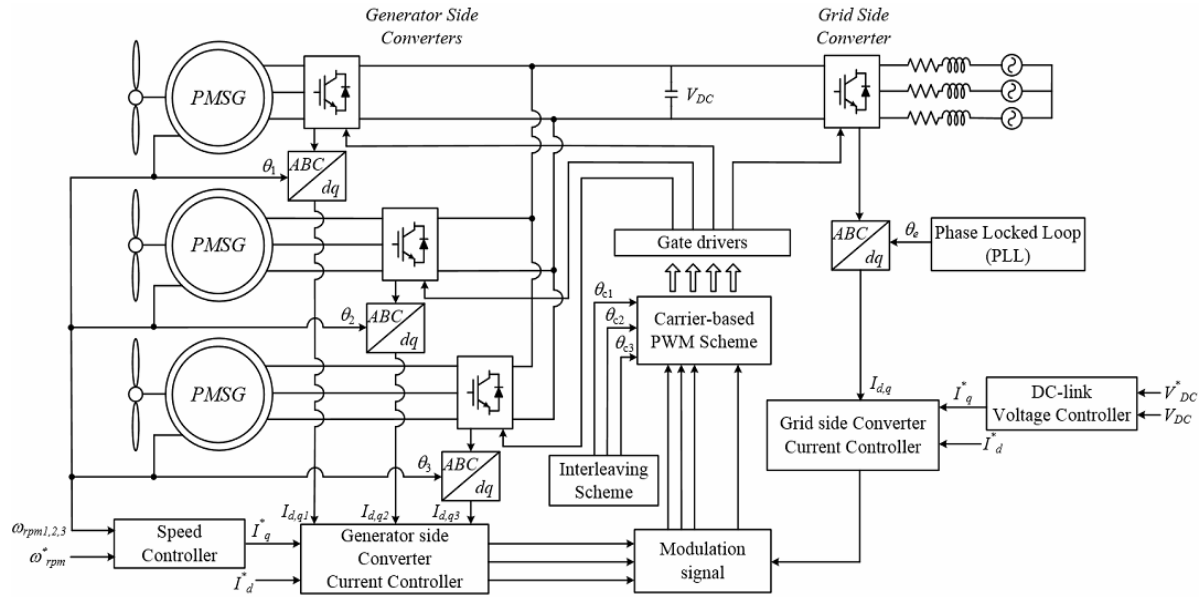 Generator Side
Converters
Grid Side
Converter
PMSG
V_DC
θ_1
ABC
dq
PMSG
Gate drivers
ABC
dq
θ_e
Phase Locked Loop
(PLL)
θ_2
ABC
dq
θ_c1
θ_c2
θ_c3
Carrier-based
PWM Scheme
PMSG
I_d,q
I*_q
DC-link
Voltage Controller
V*_DC
V_DC
Grid side Converter
Current Controller
I*_d
θ_3
ABC
dq
Interleaving
Scheme
I_d,q1
I_d,q2
I_d,q3
ω_rpm1,2,3
ω*_rpm
Speed
Controller
I*_q
I*_d
Generator side
Converter
Current Controller
Modulation
signal